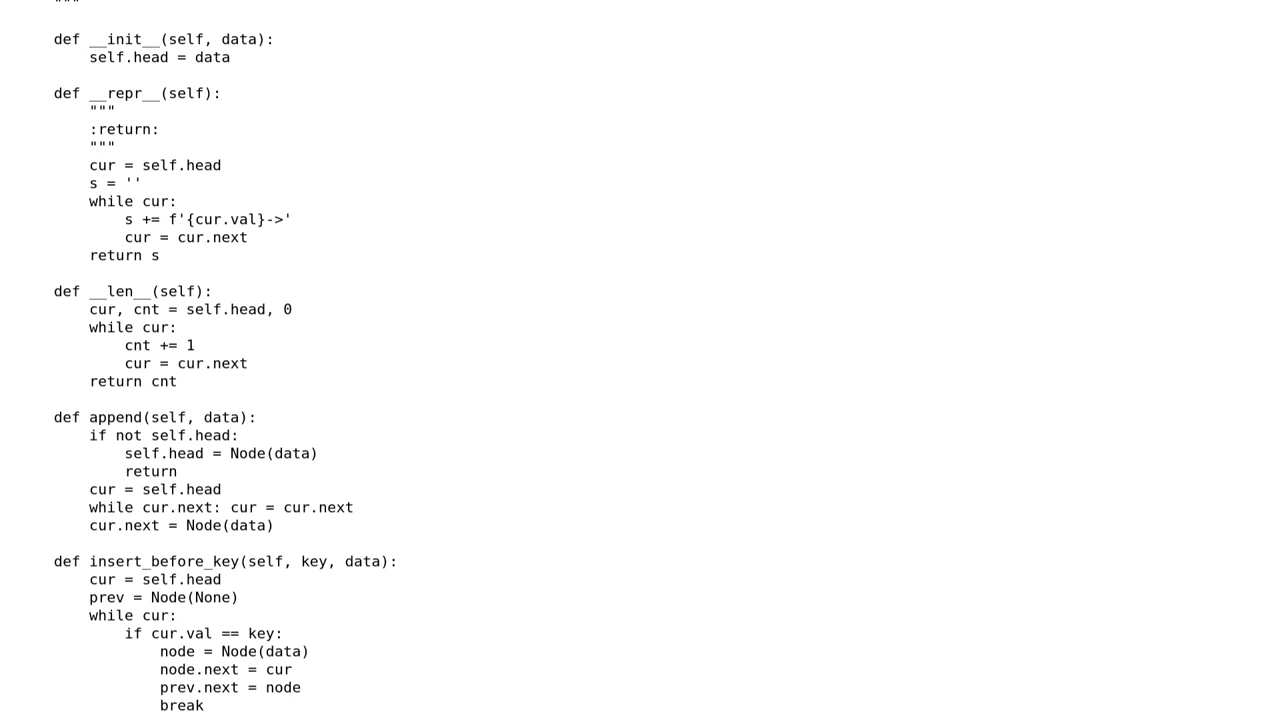 """
def __init__(self, data):
    self.head = data
def __repr__(self):
    """
    :return:
    """
    cur = self.head
    s = ''
    while cur:
        s += f'{cur.val}->'
        cur = cur.next
    return s
def __len__(self):
    cur, cnt = self.head, 0
    while cur:
        cnt += 1
        cur = cur.next
    return cnt
def append(self, data):
    if not self.head:
        self.head = Node(data)
        return
    cur = self.head
    while cur.next: cur = cur.next
    cur.next = Node(data)
def insert_before_key(self, key, data):
    cur = self.head
    prev = Node(None)
    while cur:
        if cur.val == key:
            node = Node(data)
            node.next = cur
            prev.next = node
            break